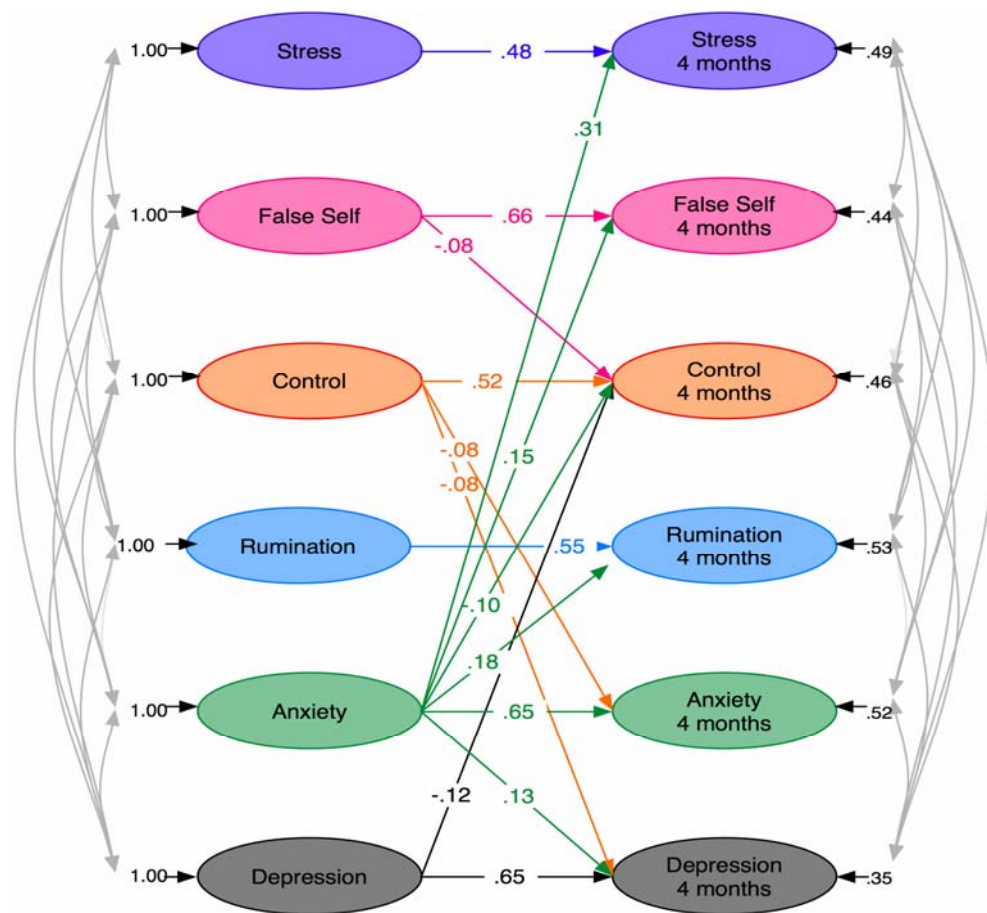 1.00
Stress
.48
Stress
4 months
.49
.31
1.00
False Self
.66
False Self
4 months
.44
-.08
1.00
Control
.52
Control
4 months
.46
-.08
.15
-.08
1.00
Rumination
.55
Rumination
4 months
.53
-.10
.18
1.00
Anxiety
.65
Anxiety
4 months
.52
-.12
.13
1.00
Depression
.65
Depression
4 months
.35